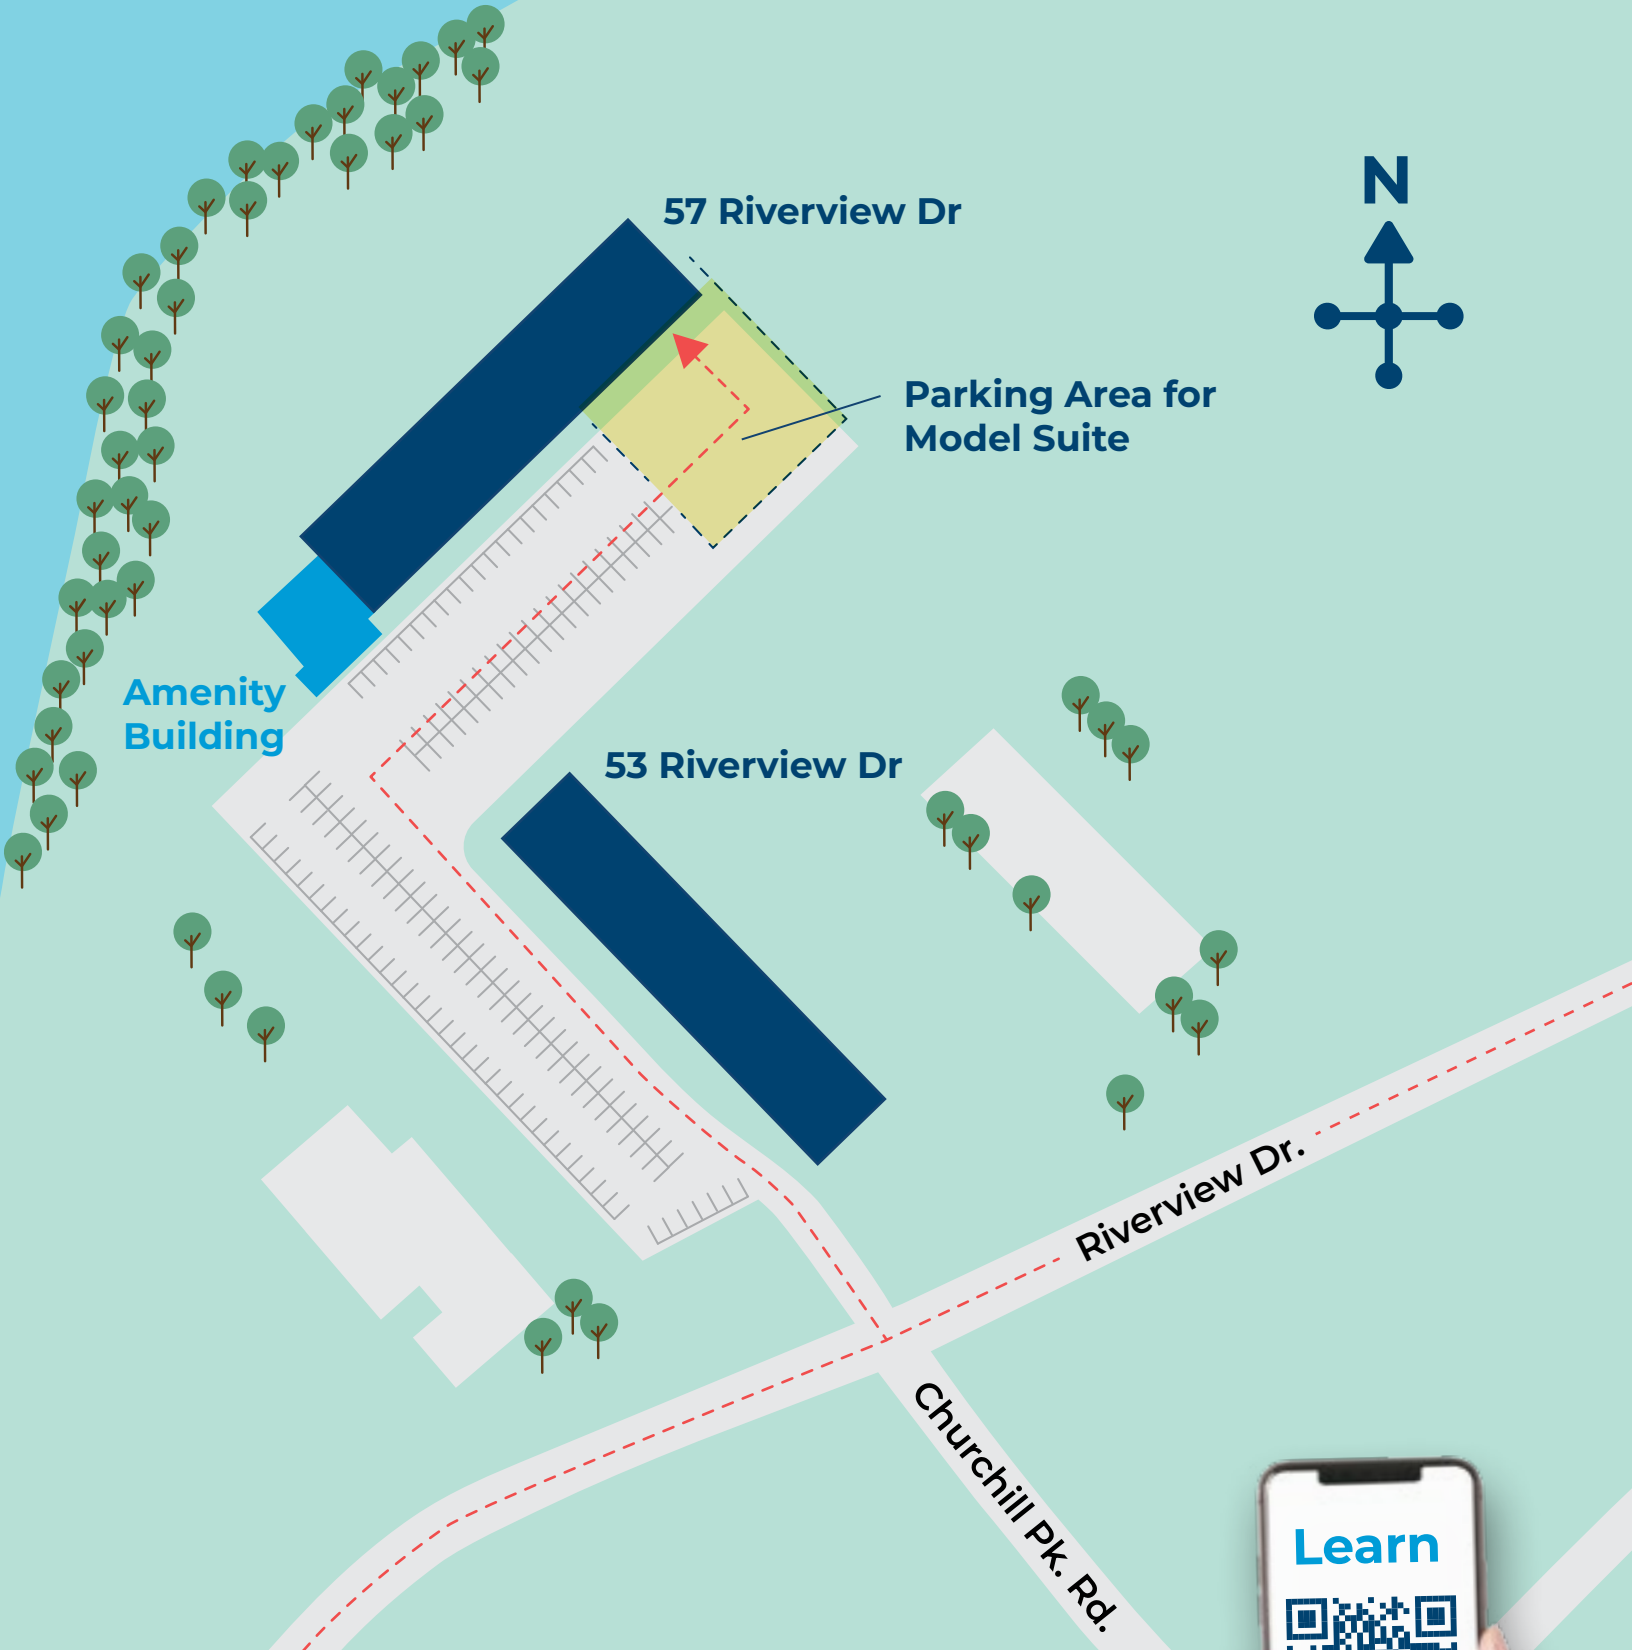 57 Riverview Dr
N
Parking Area for
Model Suite
Amenity
Building
53 Riverview Dr
Riverview Dr.
Churchill Pk. Rd.
Learn